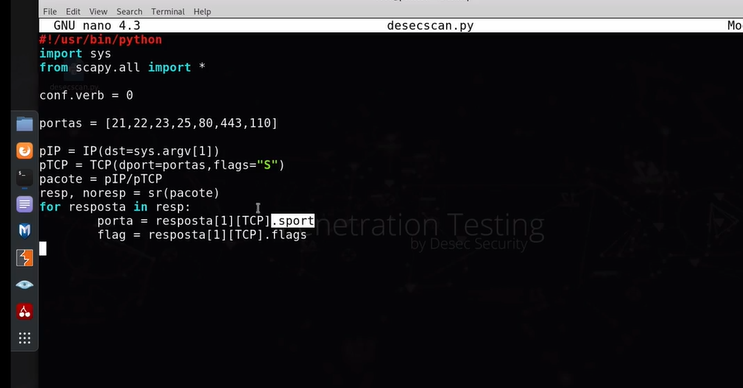 File Edit View Search Terminal Help
GNU nano 4.3 desecscan.py Mo
#!/usr/bin/python
import sys
from scapy.all import *
conf.verb = 0
portas = [21,22,23,25,80,443,110]
pIP = IP(dst=sys.argv[1])
pTCP = TCP(dport=portas,flags="S")
pacote = pIP/pTCP
resp, noresp = sr(pacote)
for resposta in resp:
porta = resposta[1][TCP].sport
flag = resposta[1][TCP].flags
netration Testing
by Desec Security